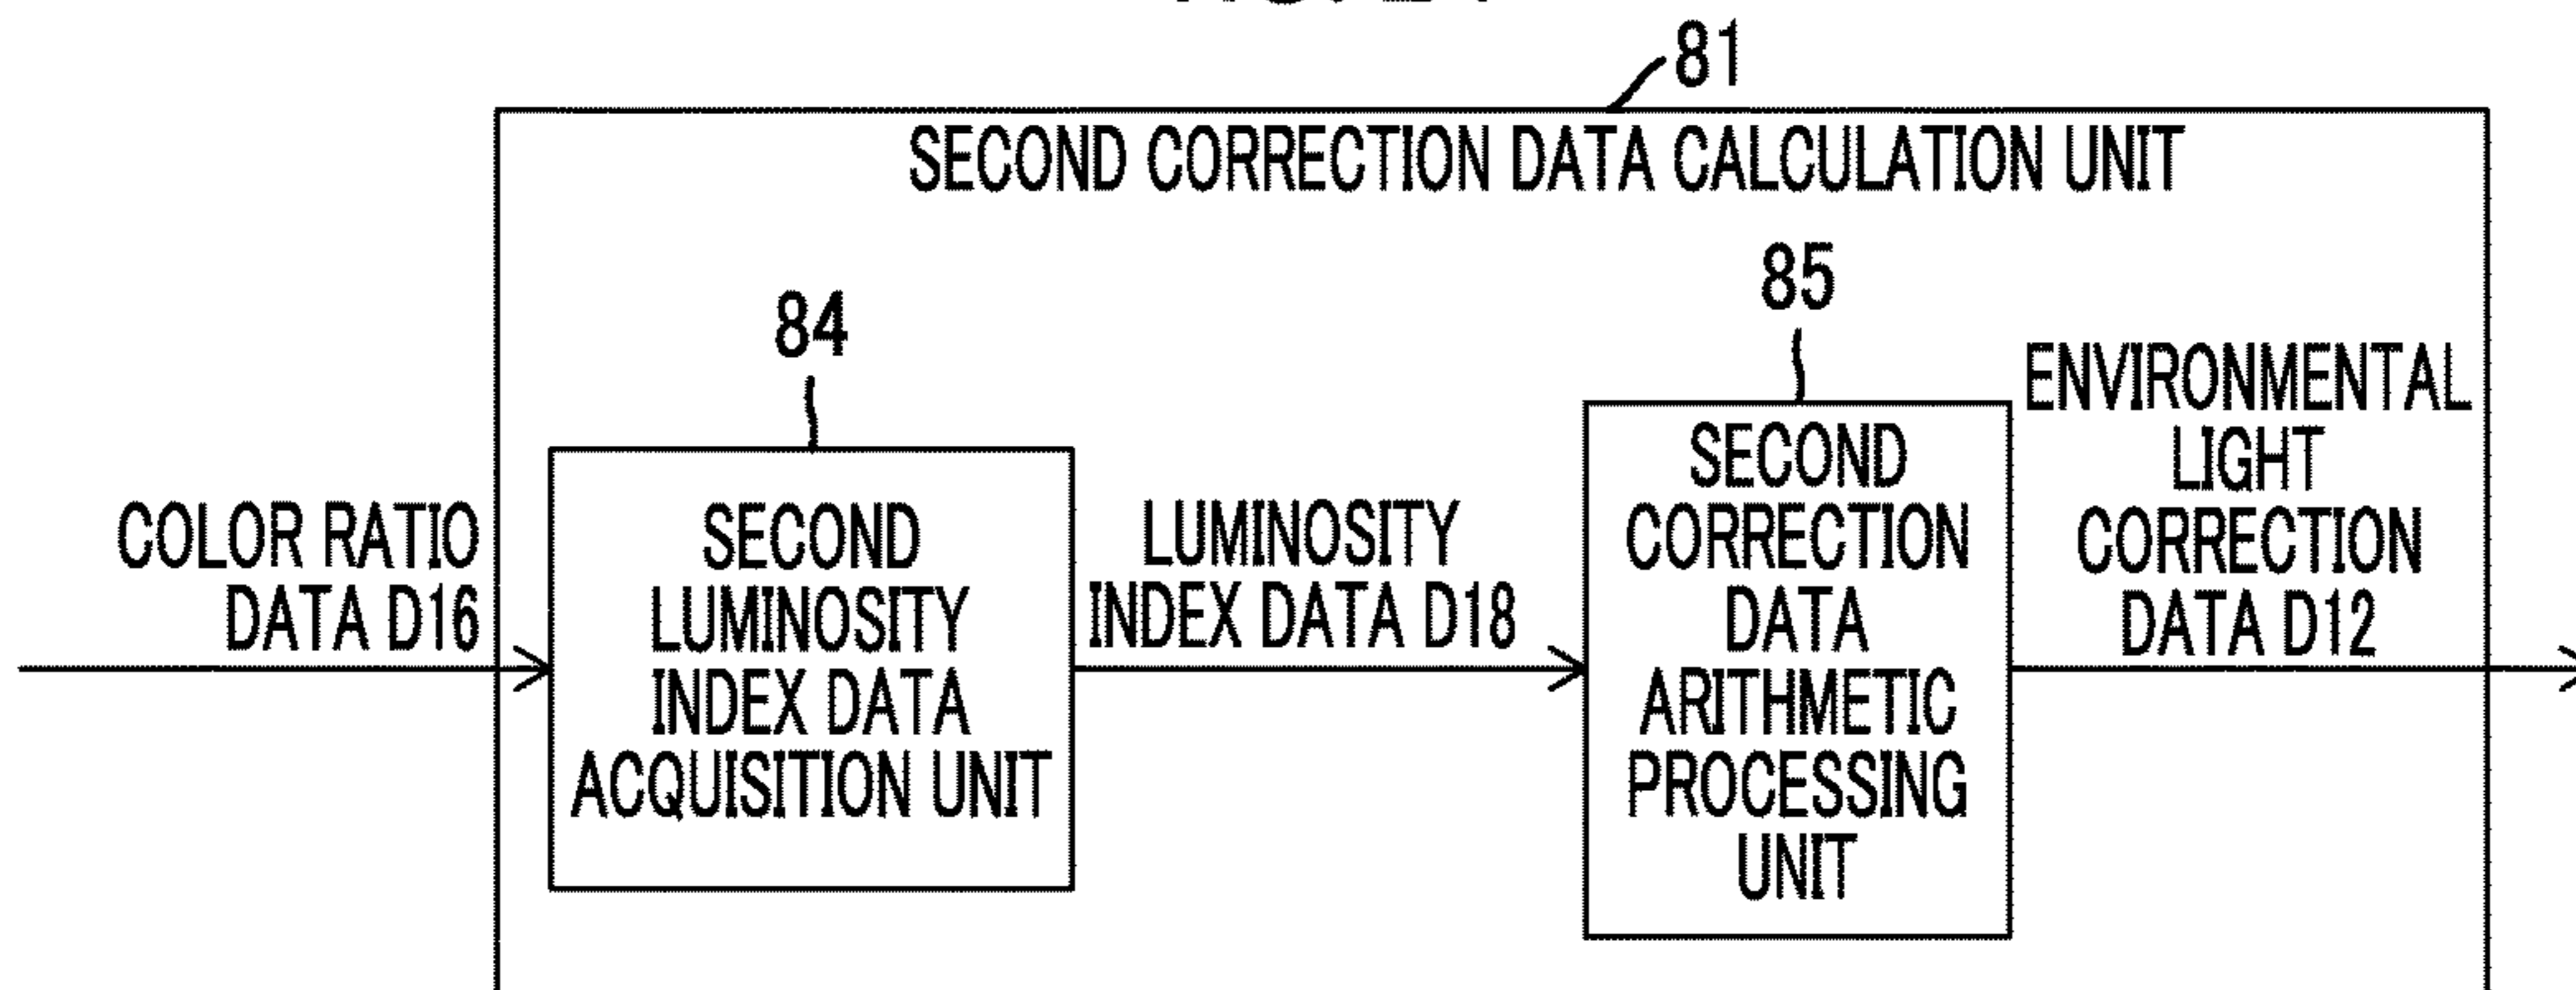 81
SECOND CORRECTION DATA CALCULATION UNIT
84
85
COLOR RATIO
DATA D16
SECOND
LUMINOSITY
INDEX DATA
ACQUISITION UNIT
LUMINOSITY
INDEX DATA D18
SECOND
CORRECTION
DATA
ARITHMETIC
PROCESSING
UNIT
ENVIRONMENTAL
LIGHT
CORRECTION
DATA D12